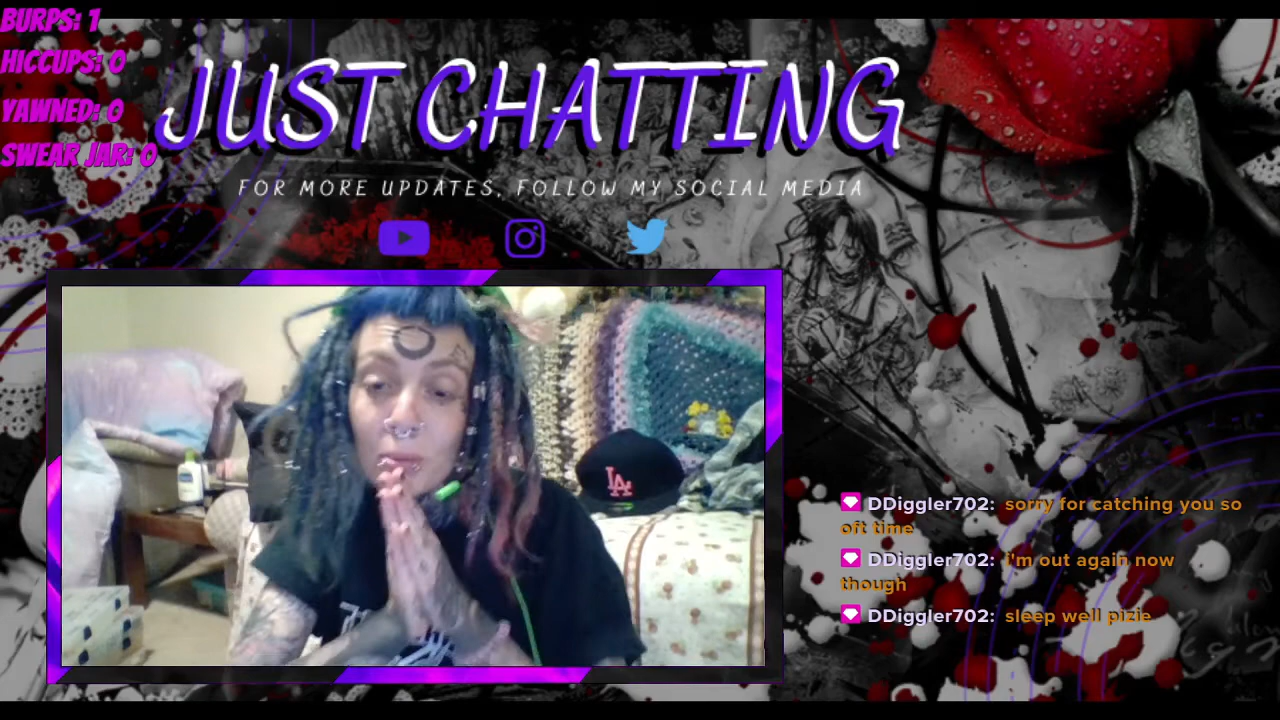 BURPS: 1
HICCUPS: 0
YAWNED: 0
SWEAR JAR: 0
JUST CHATTING
FOR MORE UPDATES, FOLLOW MY SOCIAL MEDIA
LA
DDiggler702: sorry for catching you so
oft time
DDiggler702: i'm out again now
though
DDiggler702: sleep well pizie